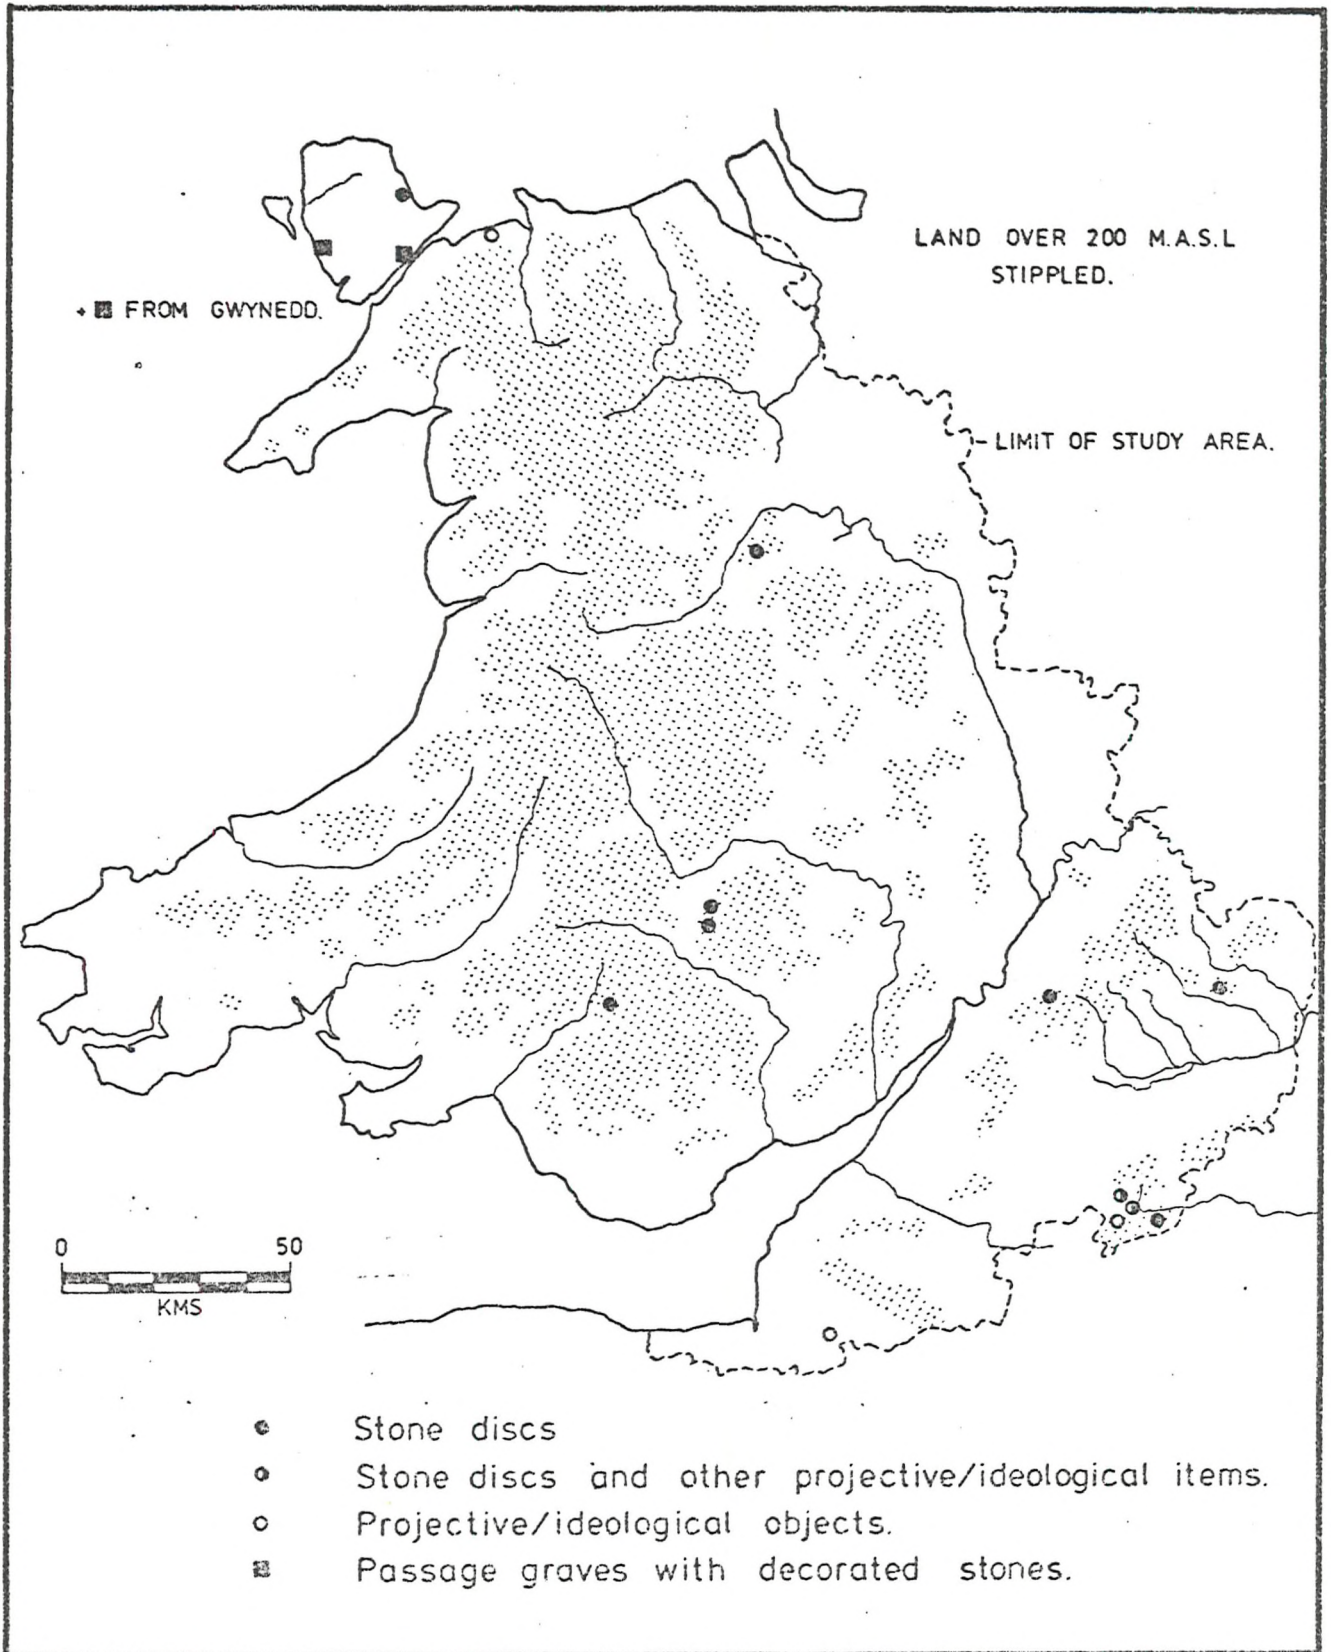 LAND OVER 200 M.A.S.L
STIPPLED.
+ ■ FROM GWYNEDD.
LIMIT OF STUDY AREA.
0 50
KMS
Stone discs
Stone discs and other projective/ideological items.
Projective/ideological objects.
Passage graves with decorated stones.